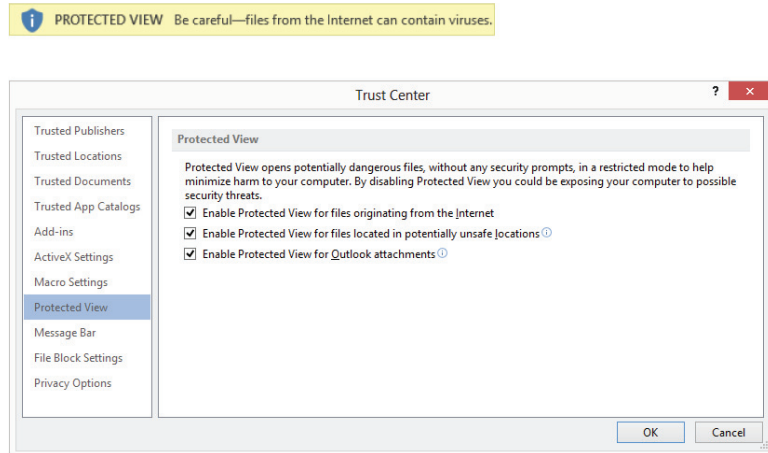 PROTECTED VIEW Be careful—files from the Internet can contain viruses.
Trust Center
?
Trusted Publishers
Trusted Locations
Trusted Documents
Trusted App Catalogs
Add-ins
ActiveX Settings
Macro Settings
Protected View
Message Bar
File Block Settings
Privacy Options
Protected View
Protected View opens potentially dangerous files, without any security prompts, in a restricted mode to help
minimize harm to your computer. By disabling Protected View you could be exposing your computer to possible
security threats.
Enable Protected View for files originating from the Internet
Enable Protected View for files located in potentially unsafe locations
Enable Protected View for Outlook attachments
OK
Cancel